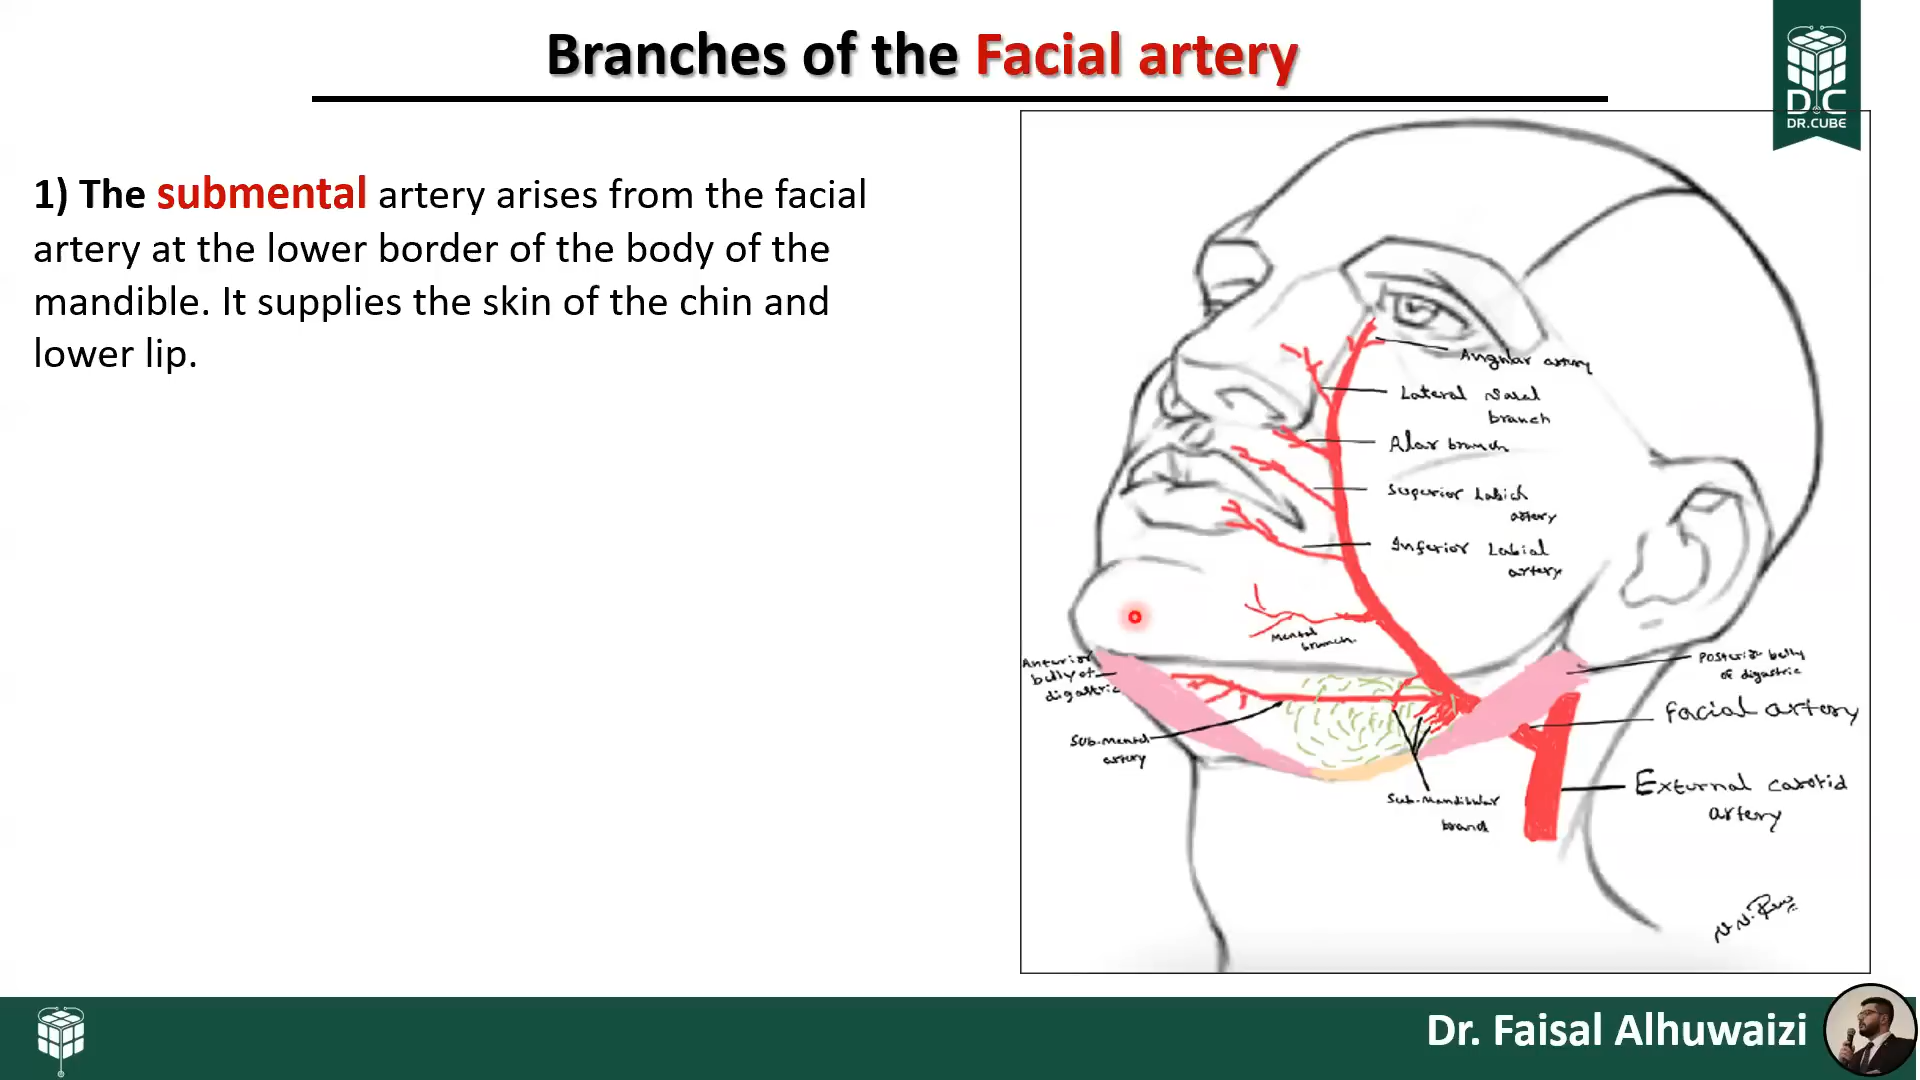 Branches of the Facial artery
D.C
DR.CUBE
1) The submental artery arises from the facial
artery at the lower border of the body of the
mandible. It supplies the skin of the chin and
lower lip.
Angular artery
Lateral Nasal
branch
Alar branch
Superior Labial
artery
Inferior Labial
artery
Mental
branch
Anterior
belly of
digastric
Posterior belly
of digastric
Facial artery
Sub-mental
artery
External carotid
artery
Sub-Mandibular
Dr. Faisal Alhuwaizi